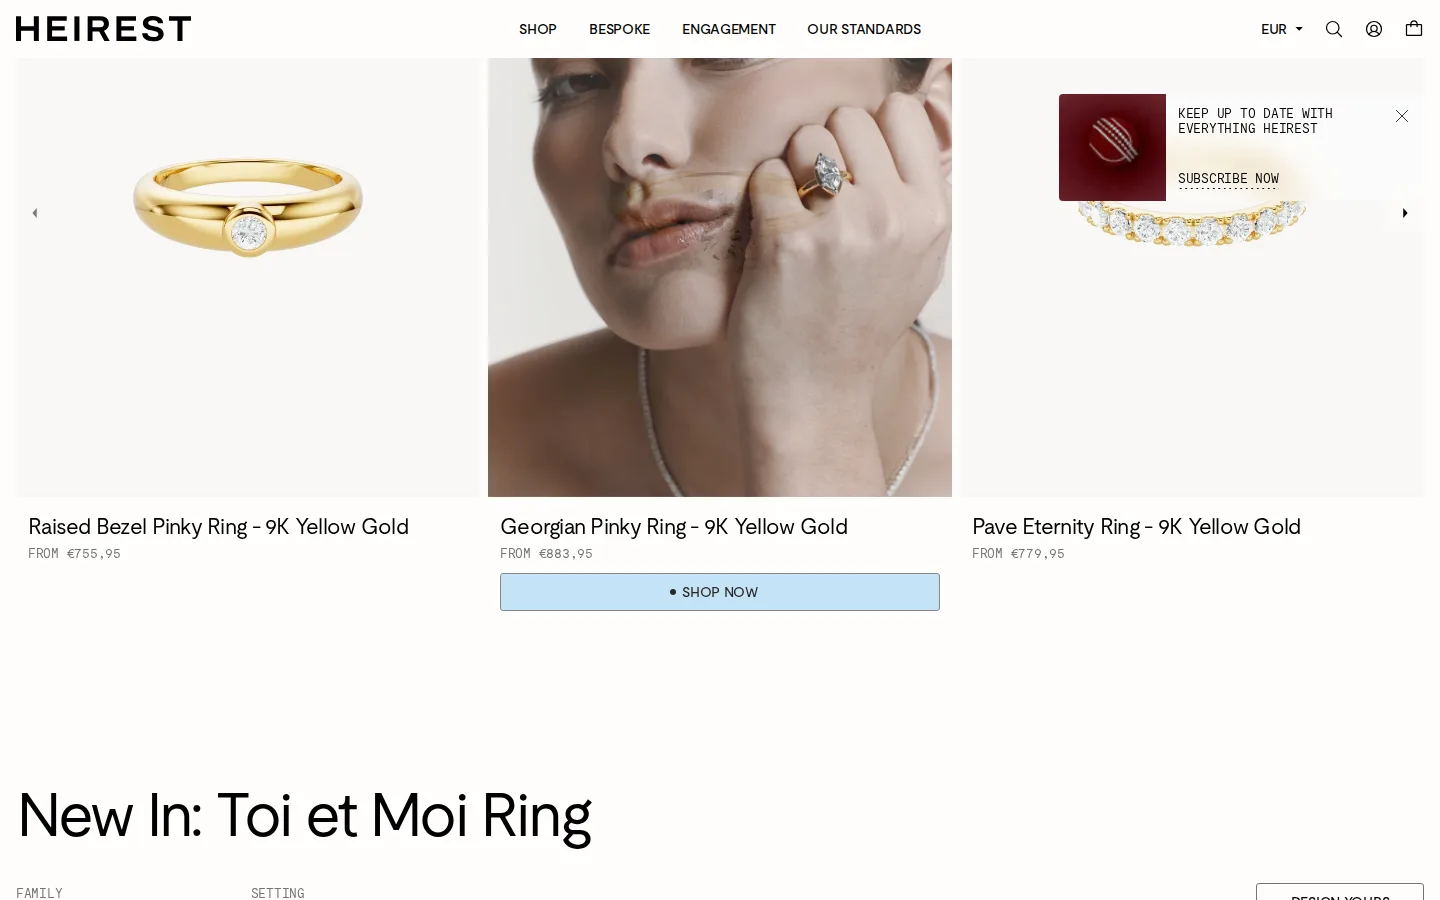 HEIREST
SHOP
BESPOKE
ENGAGEMENT
OUR STANDARDS
EUR
KEEP UP TO DATE WITH
EVERYTHING HEIREST
SUBSCRIBE NOW
Raised Bezel Pinky Ring - 9K Yellow Gold
FROM €755,95
Georgian Pinky Ring - 9K Yellow Gold
FROM €883,95
SHOP NOW
Pave Eternity Ring - 9K Yellow Gold
FROM €779,95
New In: Toi et Moi Ring
FAMILY
SETTING
DESIGN YOURS